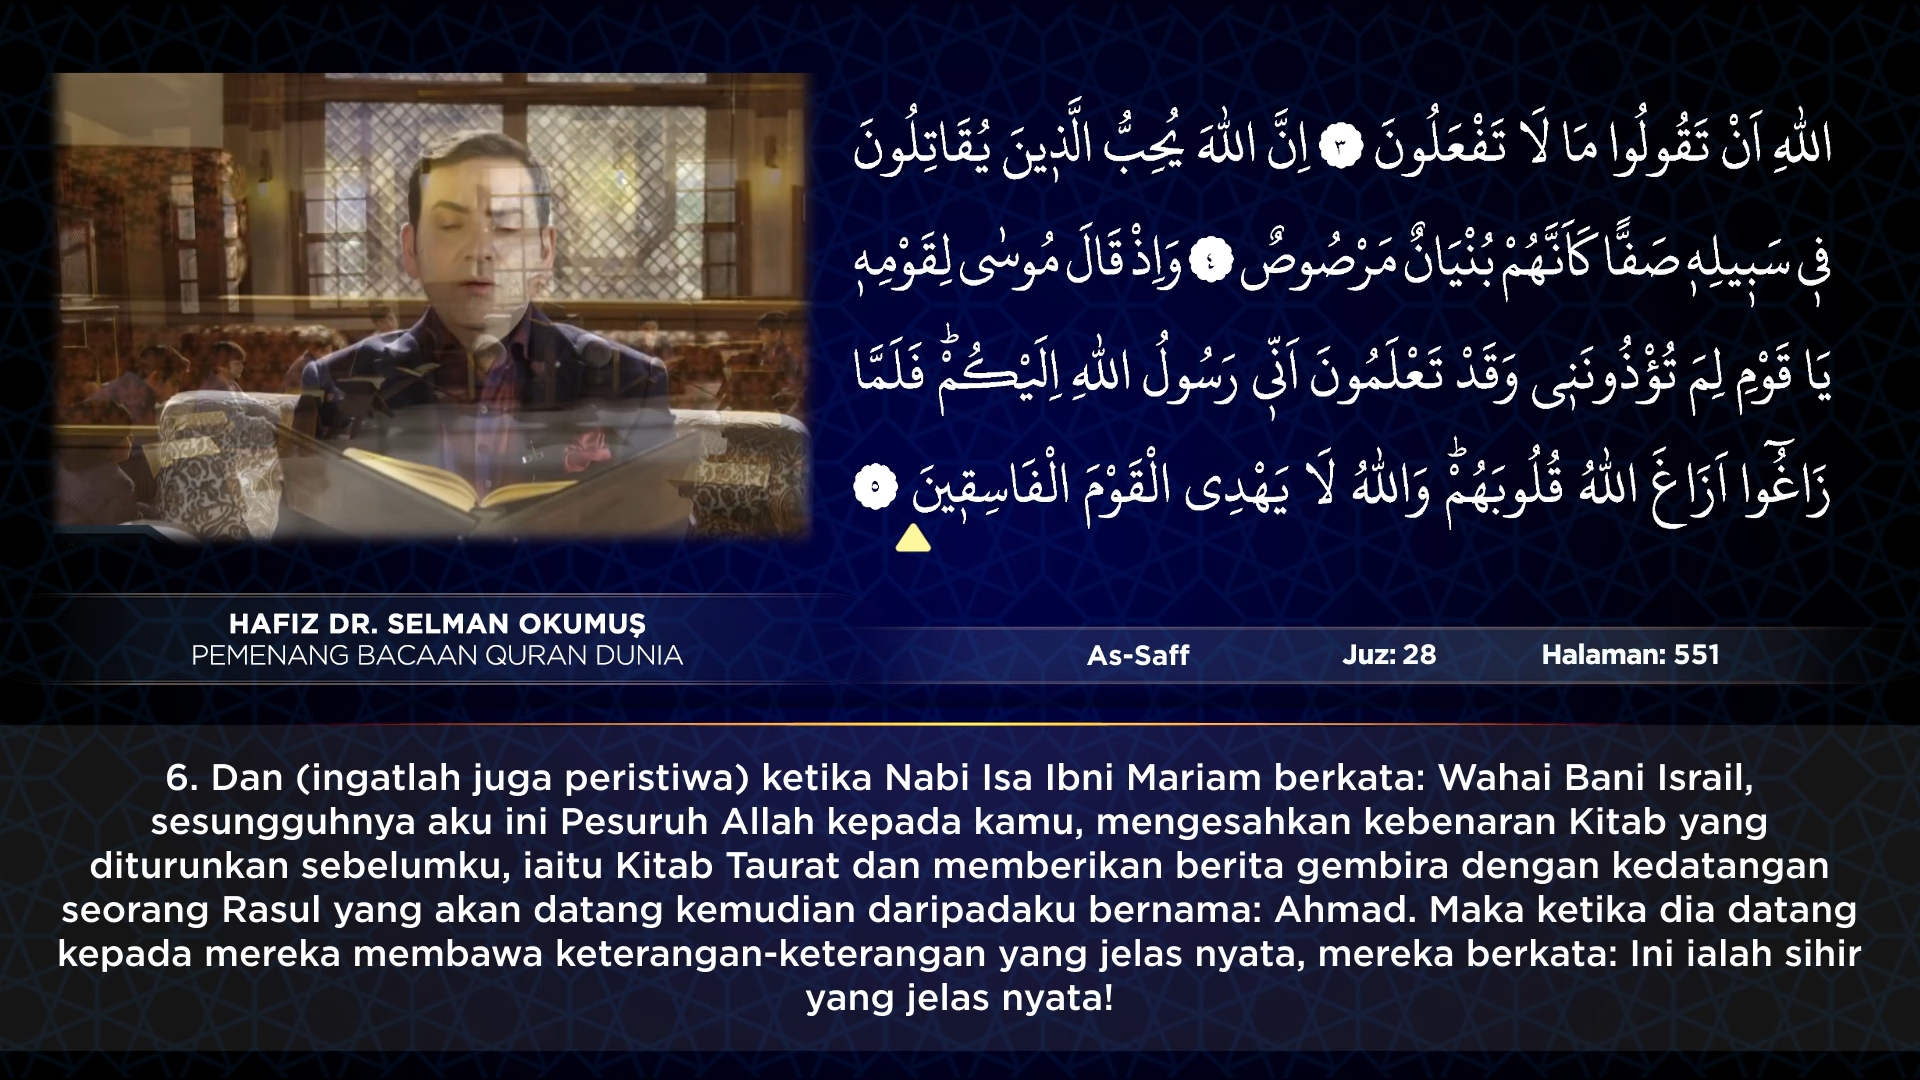 اللّٰهِ اَنْ تَقُولُوا مَا لَا تَفْعَلُونَ ٣ اِنَّ اللّٰهَ يُحِبُّ الَّذ۪ينَ يُقَاتِلُونَ
ف۪ي سَب۪يلِه۪ صَفًّا كَاَنَّهُمْ بُنْيَانٌ مَرْصُوصٌ ٤ وَاِذْ قَالَ مُوسٰى لِقَوْمِه۪
يَا قَوْمِ لِمَ تُؤْذُونَن۪ى وَقَدْ تَعْلَمُونَ اَنّ۪ي رَسُولُ اللّٰهِ اِلَيْكُمْۜ فَلَمَّا
زَاغُٓوا اَزَاغَ اللّٰهُ قُلُوبَهُمْۜ وَاللّٰهُ لَا يَهْدِى الْقَوْمَ الْفَاسِق۪ينَ ٥
HAFIZ DR. SELMAN OKUMUŞ
PEMENANG BACAAN QURAN DUNIA
As-Saff Juz: 28 Halaman: 551
6. Dan (ingatlah juga peristiwa) ketika Nabi Isa Ibni Mariam berkata: Wahai Bani Israil,
sesungguhnya aku ini Pesuruh Allah kepada kamu, mengesahkan kebenaran Kitab yang
diturunkan sebelumku, iaitu Kitab Taurat dan memberikan berita gembira dengan kedatangan
seorang Rasul yang akan datang kemudian daripadaku bernama: Ahmad. Maka ketika dia datang
kepada mereka membawa keterangan-keterangan yang jelas nyata, mereka berkata: Ini ialah sihir
yang jelas nyata!